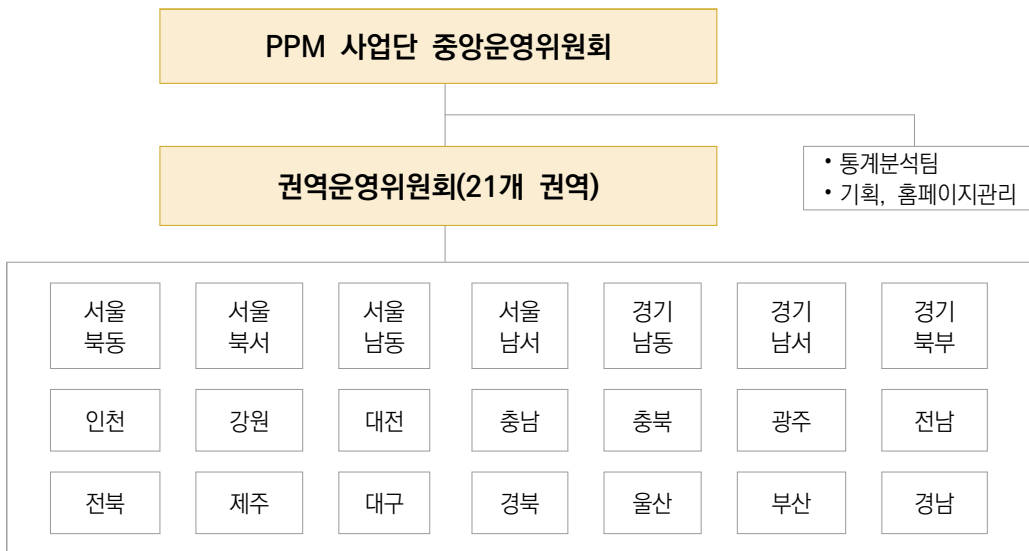 PPM 사업단 중앙운영위원회
권역운영위원회(21개 권역)
• 통계분석팀
• 기획, 홈페이지관리
서울
북동
서울
북서
서울
남동
서울
남서
경기
남동
경기
남서
경기
북부
인천
강원
대전
충남
충북
광주
전남
전북
제주
대구
경북
울산
부산
경남